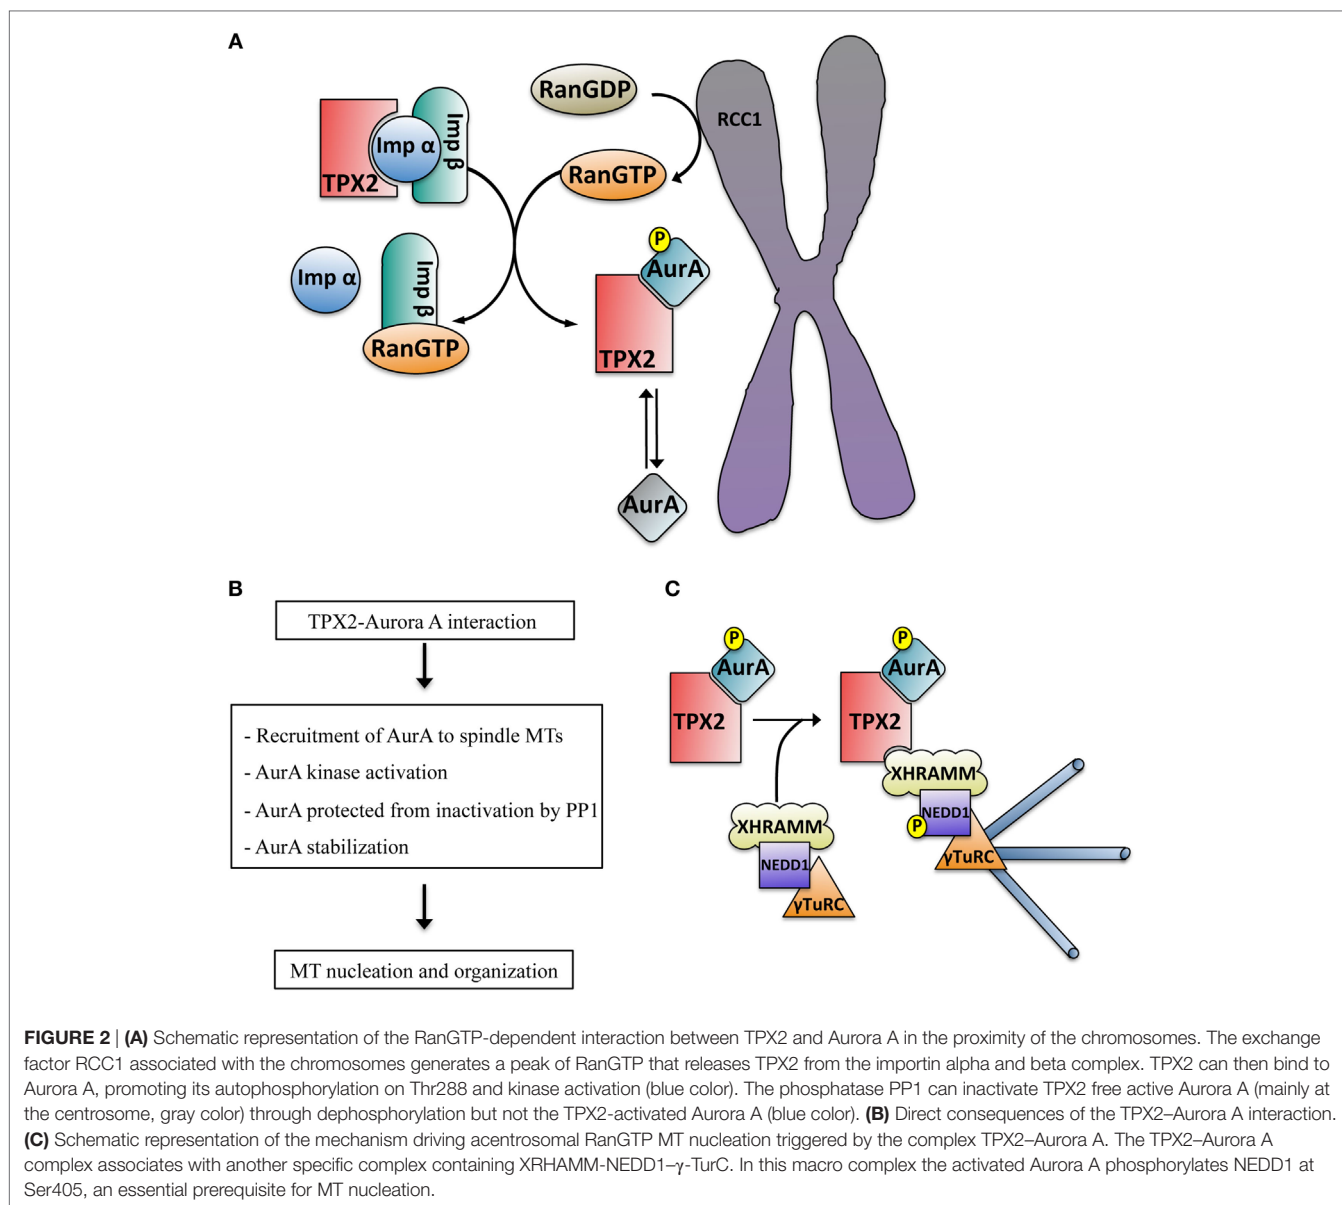 A
RanGDP
RCC1
Imp α
Imp β
TPX2
RanGTP
P
AurA
Imp α
Imp β
RanGTP
TPX2
AurA
B
TPX2-Aurora A interaction
- Recruitment of AurA to spindle MTs
- AurA kinase activation
- AurA protected from inactivation by PP1
- AurA stabilization
MT nucleation and organization
C
P
AurA
TPX2
XHRAMM
NEDD1
γTuRC
P
AurA
TPX2
XHRAMM
NEDD1
P
γTuRC
FIGURE 2 | (A) Schematic representation of the RanGTP-dependent interaction between TPX2 and Aurora A in the proximity of the chromosomes. The exchange
factor RCC1 associated with the chromosomes generates a peak of RanGTP that releases TPX2 from the importin alpha and beta complex. TPX2 can then bind to
Aurora A, promoting its autophosphorylation on Thr288 and kinase activation (blue color). The phosphatase PP1 can inactivate TPX2 free active Aurora A (mainly at
the centrosome, gray color) through dephosphorylation but not the TPX2-activated Aurora A (blue color). (B) Direct consequences of the TPX2–Aurora A interaction.
(C) Schematic representation of the mechanism driving acentrosomal RanGTP MT nucleation triggered by the complex TPX2–Aurora A. The TPX2–Aurora A
complex associates with another specific complex containing XRHAMM-NEDD1–γ-TurC. In this macro complex the activated Aurora A phosphorylates NEDD1 at
Ser405, an essential prerequisite for MT nucleation.